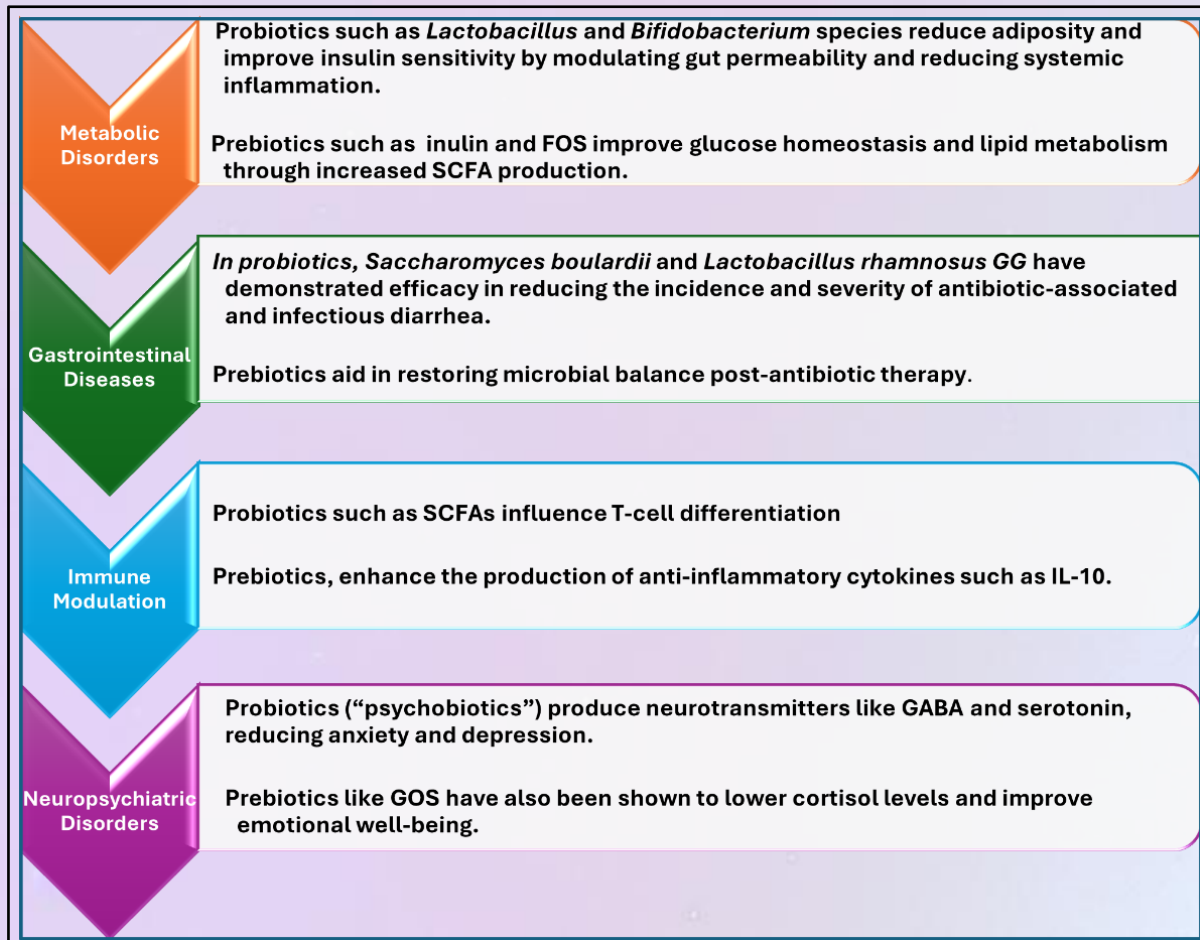 Metabolic
Disorders
Probiotics such as Lactobacillus and Bifidobacterium species reduce adiposity and
improve insulin sensitivity by modulating gut permeability and reducing systemic
inflammation.
Prebiotics such as inulin and FOS improve glucose homeostasis and lipid metabolism
through increased SCFA production.
Gastrointestinal
Diseases
In probiotics, Saccharomyces boulardii and Lactobacillus rhamnosus GG have
demonstrated efficacy in reducing the incidence and severity of antibiotic-associated
and infectious diarrhea.
Prebiotics aid in restoring microbial balance post-antibiotic therapy.
Immune
Modulation
Probiotics such as SCFAs influence T-cell differentiation
Prebiotics, enhance the production of anti-inflammatory cytokines such as IL-10.
Neuropsychiatric
Disorders
Probiotics (“psychobiotics”) produce neurotransmitters like GABA and serotonin,
reducing anxiety and depression.
Prebiotics like GOS have also been shown to lower cortisol levels and improve
emotional well-being.